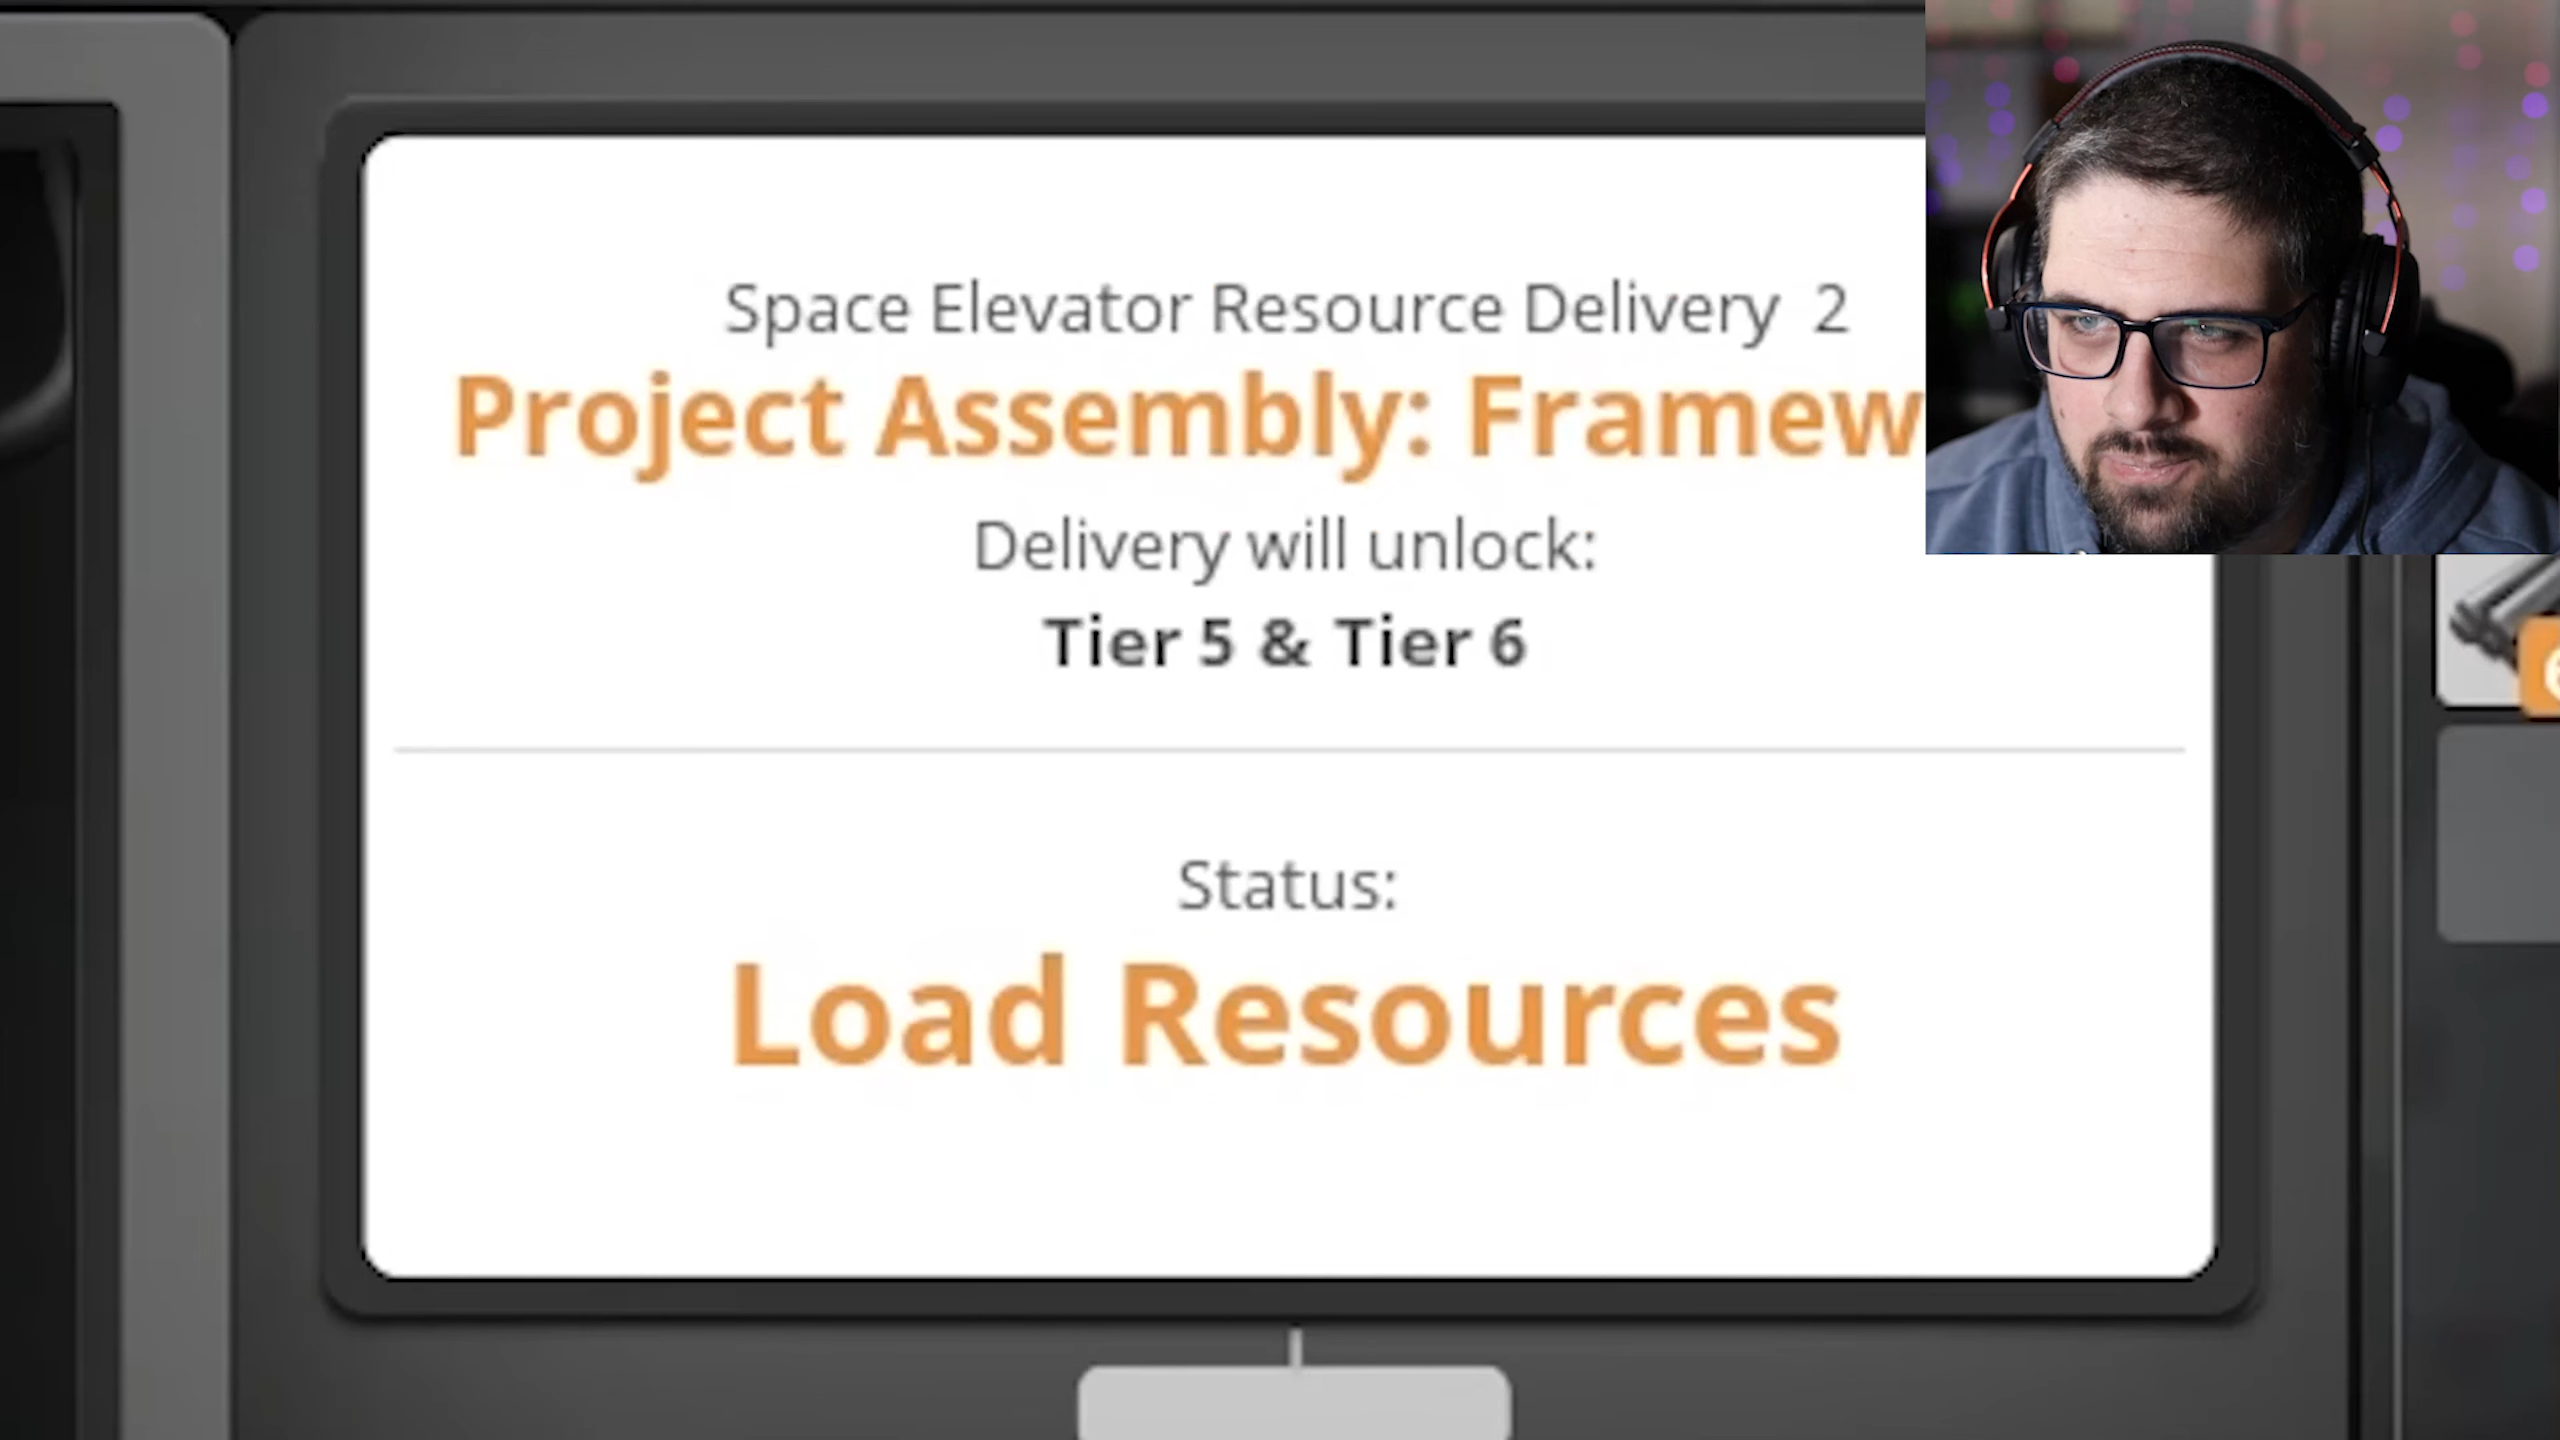 Space Elevator Resource Delivery 2
Project Assembly: Framew
Delivery will unlock:
Tier 5 & Tier 6
Status:
Load Resources